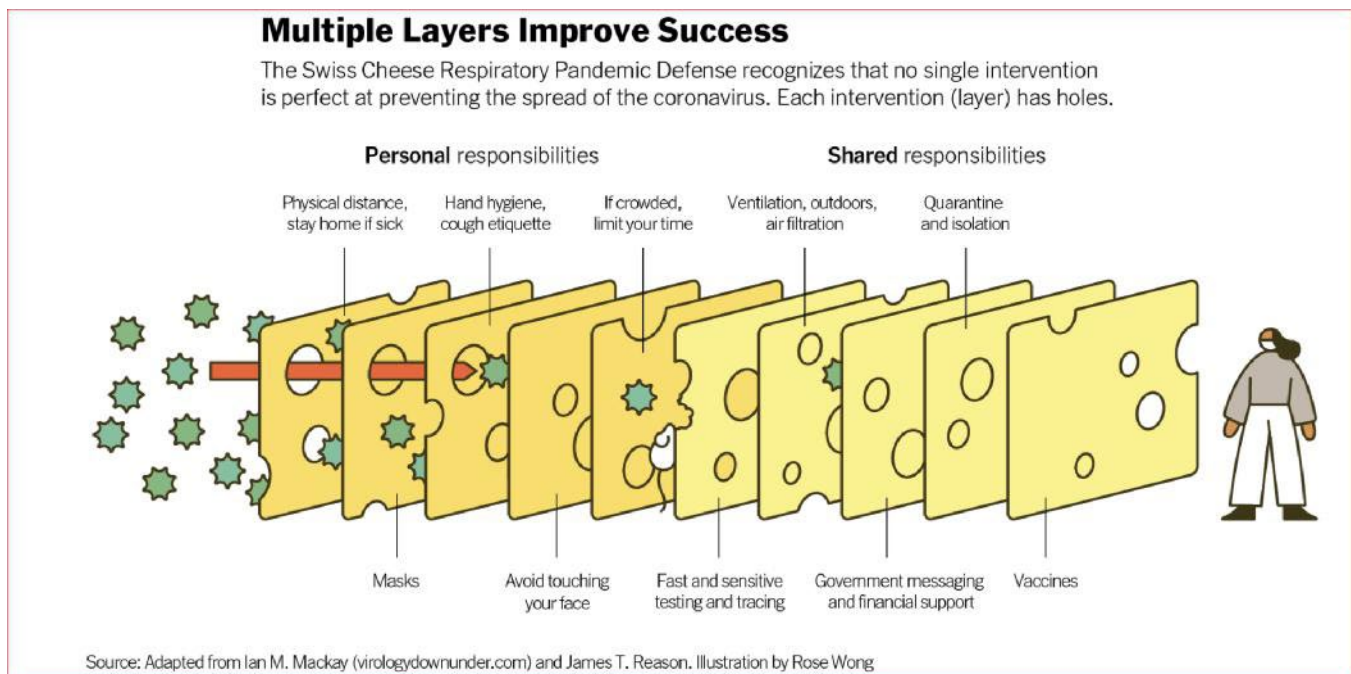 Multiple Layers Improve Success
The Swiss Cheese Respiratory Pandemic Defense recognizes that no single intervention
is perfect at preventing the spread of the coronavirus. Each intervention (layer) has holes.
Personal responsibilities
Shared responsibilities
Physical distance,
stay home if sick
Hand hygiene,
cough etiquette
If crowded,
limit your time
Ventilation, outdoors,
air filtration
Quarantine
and isolation
Masks
Avoid touching
your face
Fast and sensitive
testing and tracing
Government messaging
and financial support
Vaccines
Source: Adapted from Ian M. Mackay (virologydownunder.com) and James T. Reason. Illustration by Rose Wong